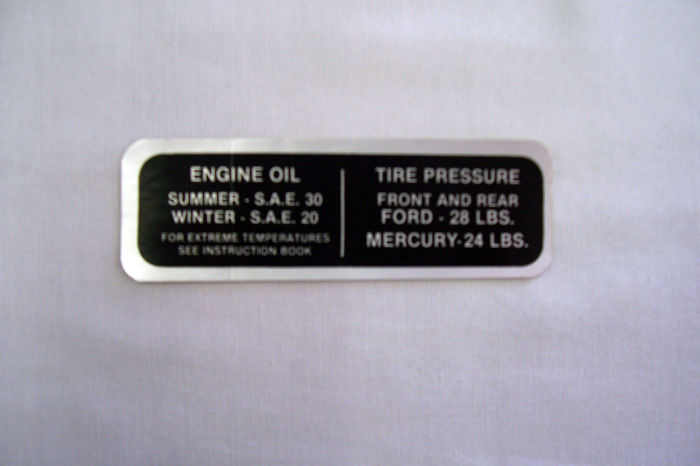 ENGINE OIL
SUMMER - S.A.E. 30
WINTER - S.A.E. 20
FOR EXTREME TEMPERATURES
SEE INSTRUCTION BOOK
TIRE PRESSURE
FRONT AND REAR
FORD - 28 LBS.
MERCURY-24 LBS.